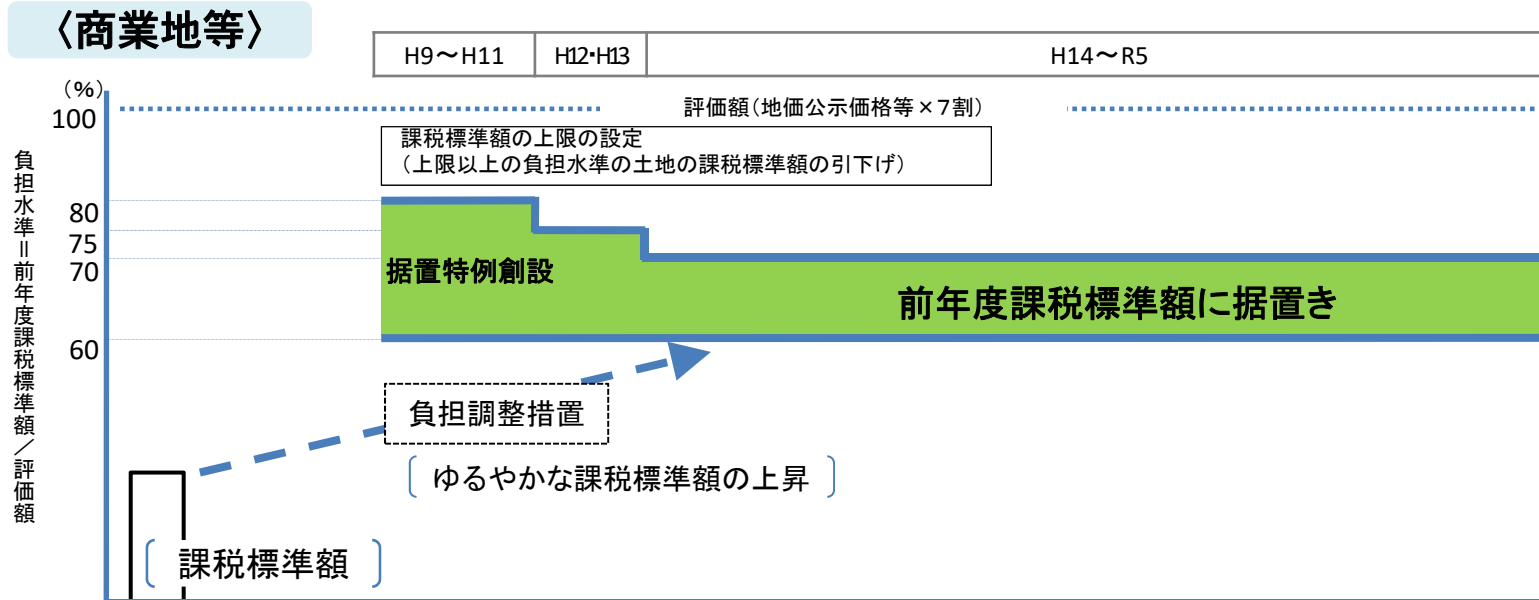 〈商業地等〉
H9～H11
H12・H13
H14～R5
（%）
100
評価額（地価公示価格等×7割）
課税標準額の上限の設定
（上限以上の負担水準の土地の課税標準額の引下げ）
負担水準＝前年度課税標準額／評価額
80
75
70
60
据置特例創設
前年度課税標準額に据置き
負担調整措置
ゆるやかな課税標準額の上昇
課税標準額